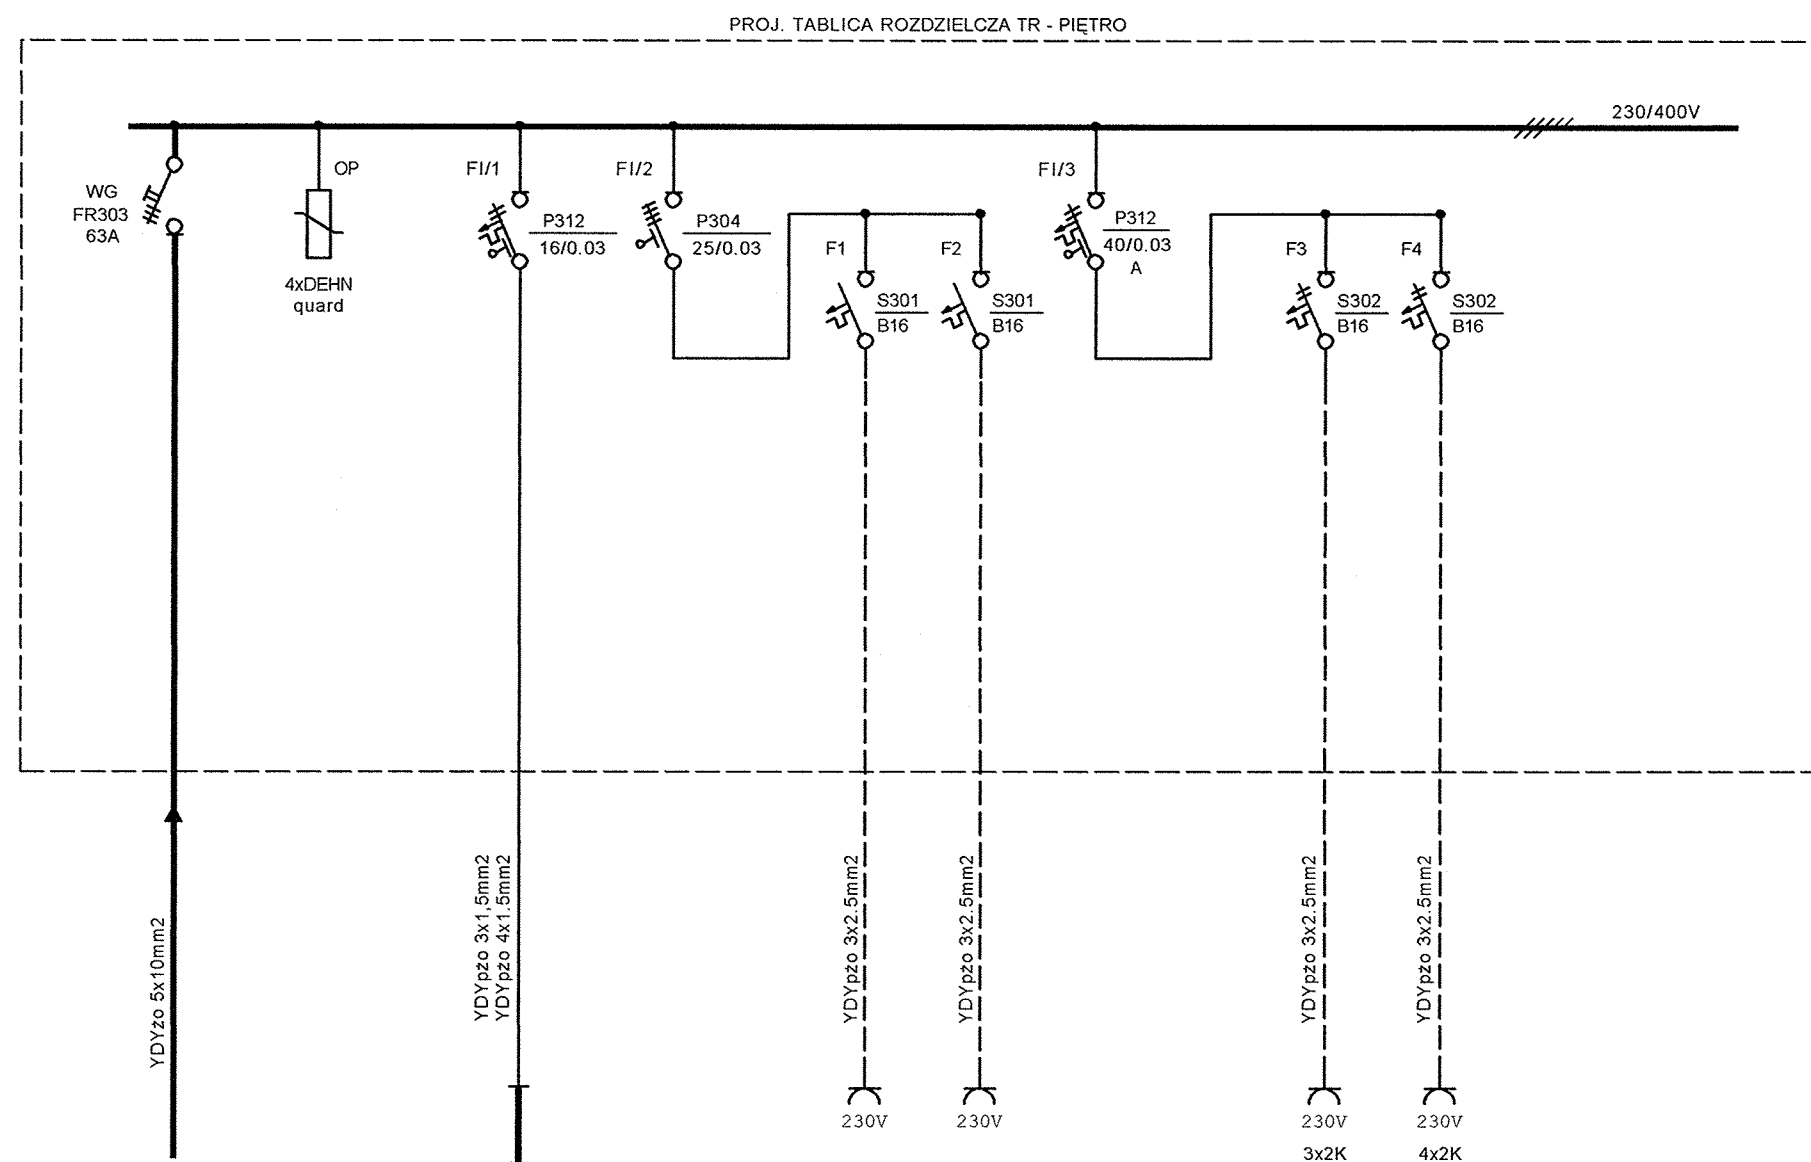 PROJ. TABLICA ROZDZIELCZA TR - PIĘTRO
230/400V
WG
FR303
63A
OP
4xDEHN
quard
FI/1
P312
16/0.03
FI/2
P304
25/0.03
F1
S301
B16
F2
S301
B16
FI/3
P312
40/0.03
A
F3
S302
B16
F4
S302
B16
YDYżo 5x10mm2
YDYpżo 3x1,5mm2
YDYpżo 4x1.5mm2
YDYpżo 3x2.5mm2
YDYpżo 3x2.5mm2
YDYpżo 3x2.5mm2
YDYpżo 3x2.5mm2
230V
230V
230V
3x2K
230V
4x2K